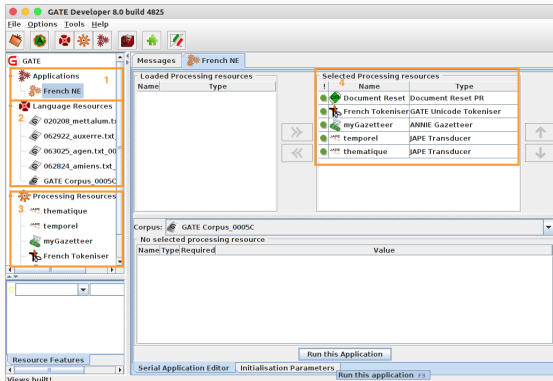 GATE Developer 8.0 build 4825
File Options Tools Help
GATE
Applications 1
French NE
Language Resources
2
020208_mettalum.t
062922_auxerre.txt_
063025_agen.txt_00
062824_amiens.txt_
GATE Corpus_0005C
Processing Resources
3 thematique
temporel
myGazetteer
French Tokeniser
Resource Features
Views built!
Messages French NE
Loaded Processing resources
Name Type
Selected Processing resources
4
! Name Type
Document Reset Document Reset PR
French Tokeniser GATE Unicode Tokeniser
myGazetteer ANNIE Gazetteer
temporel JAPE Transducer
thematique JAPE Transducer
Corpus: GATE Corpus_0005C
No selected processing resource
Name Type Required Value
Run this Application
Serial Application Editor Initialisation Parameters
Run this application F3